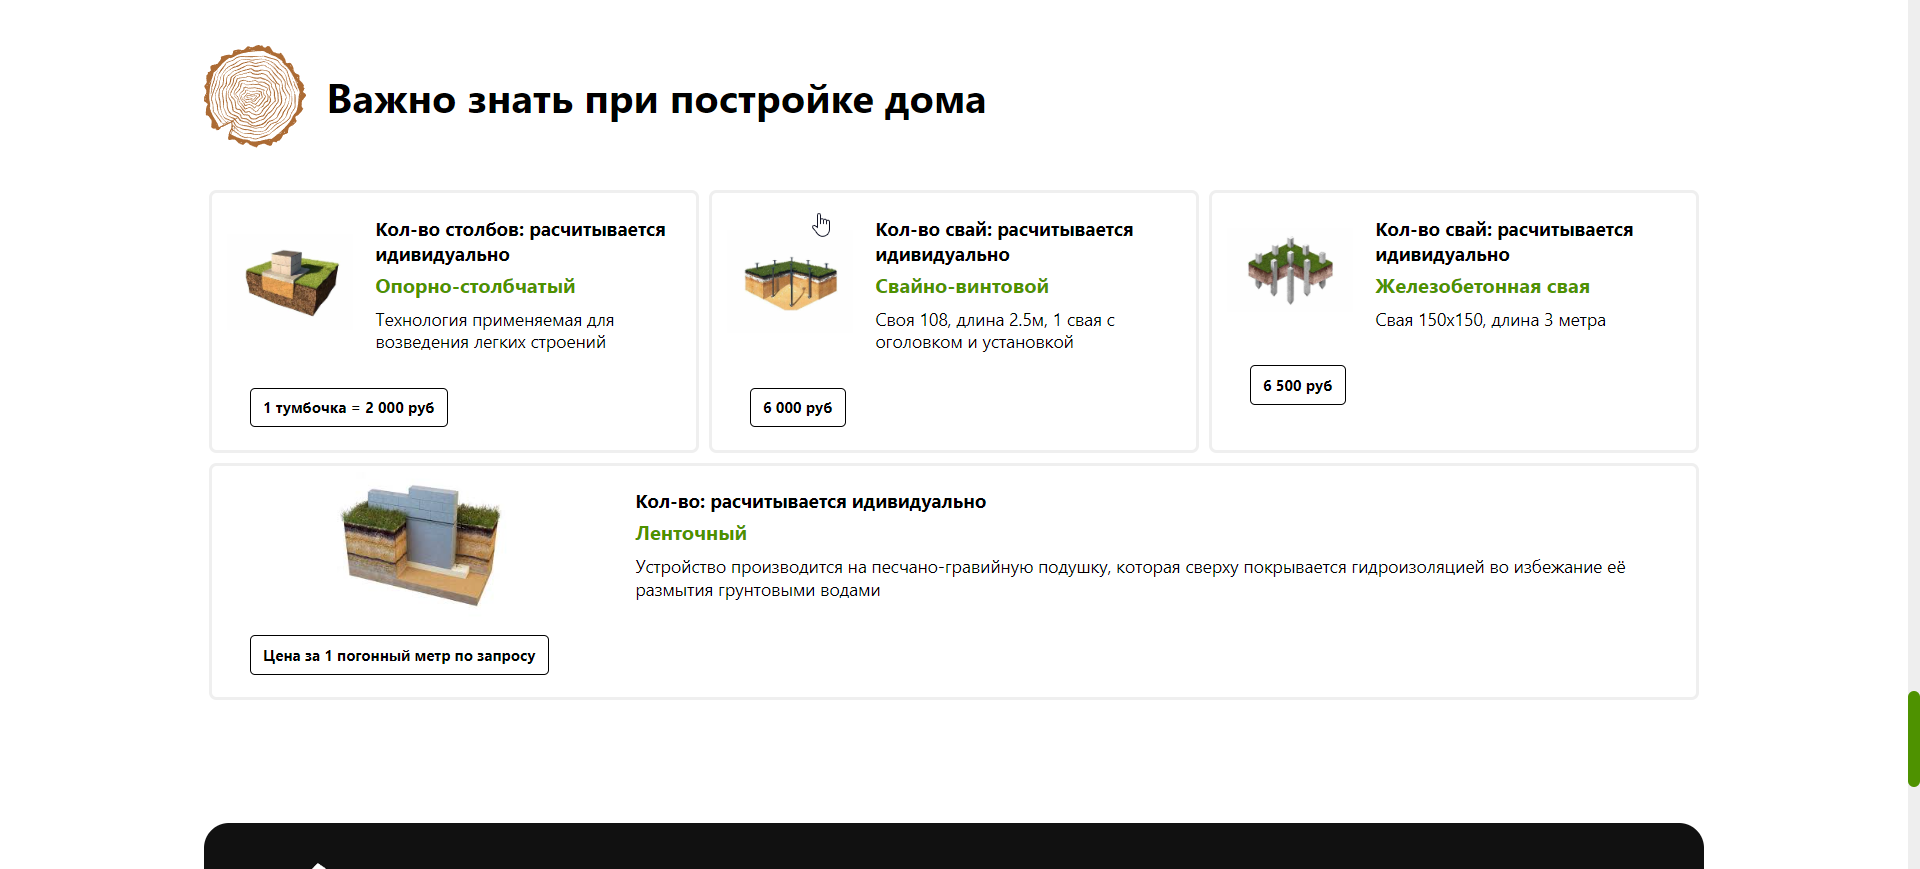 Важно знать при постройке дома
Кол-во столбов: расчитывается
идивидуально
Опорно-столбчатый
Технология применяемая для
возведения легких строений
1 тумбочка = 2 000 руб
Кол-во свай: расчитывается
идивидуально
Свайно-винтовой
Своя 108, длина 2.5м, 1 свая с
оголовком и установкой
6 000 руб
Кол-во свай: расчитывается
идивидуально
Железобетонная свая
Свая 150х150, длина 3 метра
6 500 руб
Кол-во: расчитывается идивидуально
Ленточный
Устройство производится на песчано-гравийную подушку, которая сверху покрывается гидроизоляцией во избежание её
размытия грунтовыми водами
Цена за 1 погонный метр по запросу